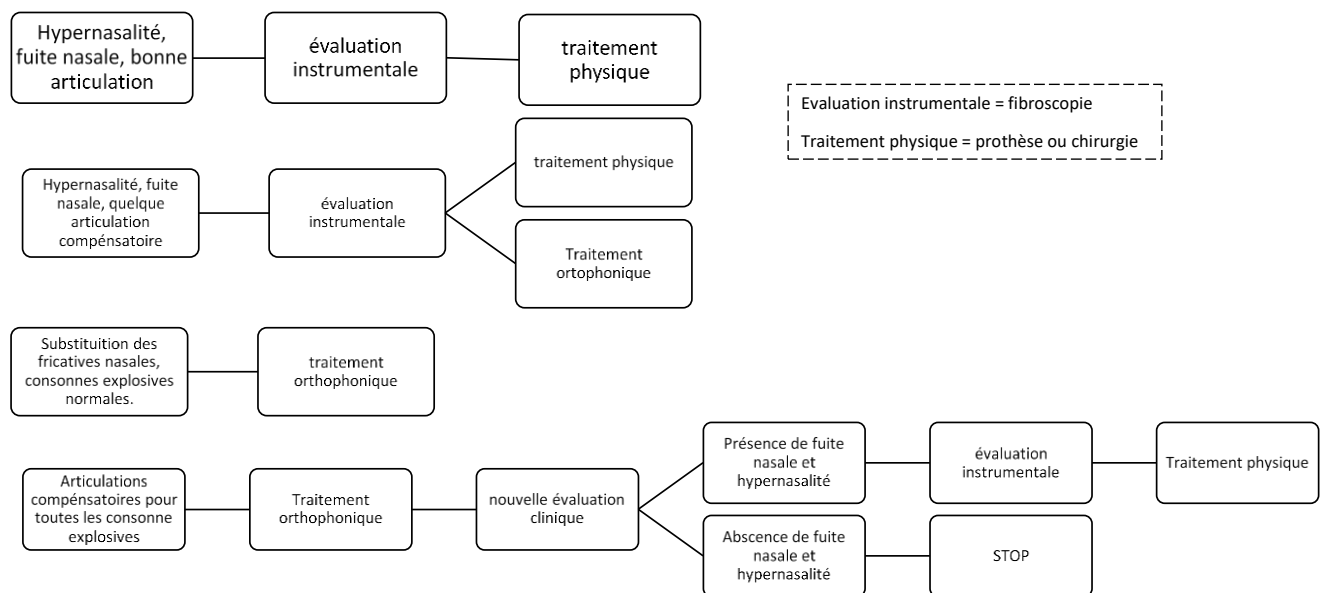 Hypernasalité,
fuite nasale, bonne
articulation
évaluation
instrumentale
traitement
physique
Evaluation instrumentale = fibroscopie
Traitement physique = prothèse ou chirurgie
Hypernasalité, fuite
nasale, quelque
articulation
compénsatoire
évaluation
instrumentale
traitement physique
Traitement
ortophonique
Substituition des
fricatives nasales,
consonnes explosives
normales.
traitement
orthophonique
Articulations
compénsatoires pour
toutes les consonne
explosives
Traitement
orthophonique
nouvelle évaluation
clinique
Présence de fuite
nasale et
hypernasalité
évaluation
instrumentale
Traitement physique
Abscence de fuite
nasale et
hypernasalité
STOP